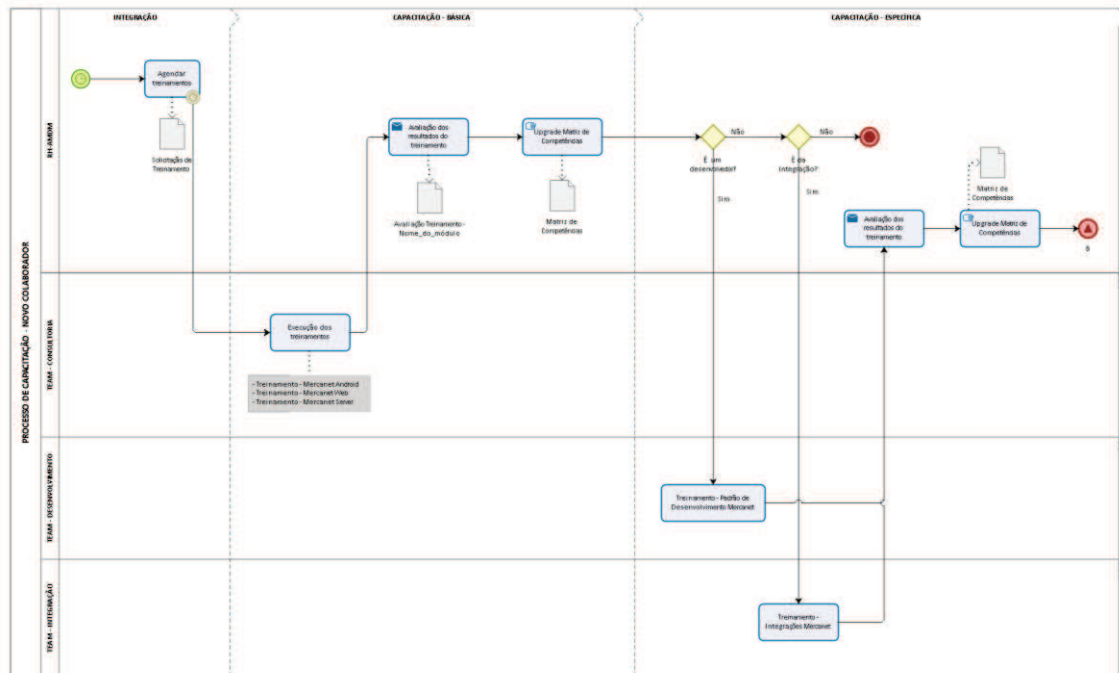 PROCESSO DE CAPACITAÇÃO - NOVO COLABORADOR
INTEGRAÇÃO
CAPACITAÇÃO - BÁSICA
CAPACITAÇÃO - ESPECÍFICA
RH-AMDM
Agendar
treinamentos
Solicitação de
Treinamento
Avaliação dos
resultados do
treinamento
Avaliação Treinamento -
Nome_do_módulo
Upgrade Matriz de
Competências
Matriz de
Competências
É um
desenvolvedor?
Não
Sim
É da
integração?
Não
Sim
Avaliação dos
resultados do
treinamento
Matriz de
Competências
Upgrade Matriz de
Competências
B
TEAM - CONSULTORIA
Execução dos
treinamentos
- Treinamento - Mercanet Android
- Treinamento - Mercanet Web
- Treinamento - Mercanet Server
TEAM - DESENVOLVIMENTO
Treinamento - Padrão de
Desenvolvimento Mercanet
TEAM - INTEGRAÇÃO
Treinamento -
Integrações Mercanet